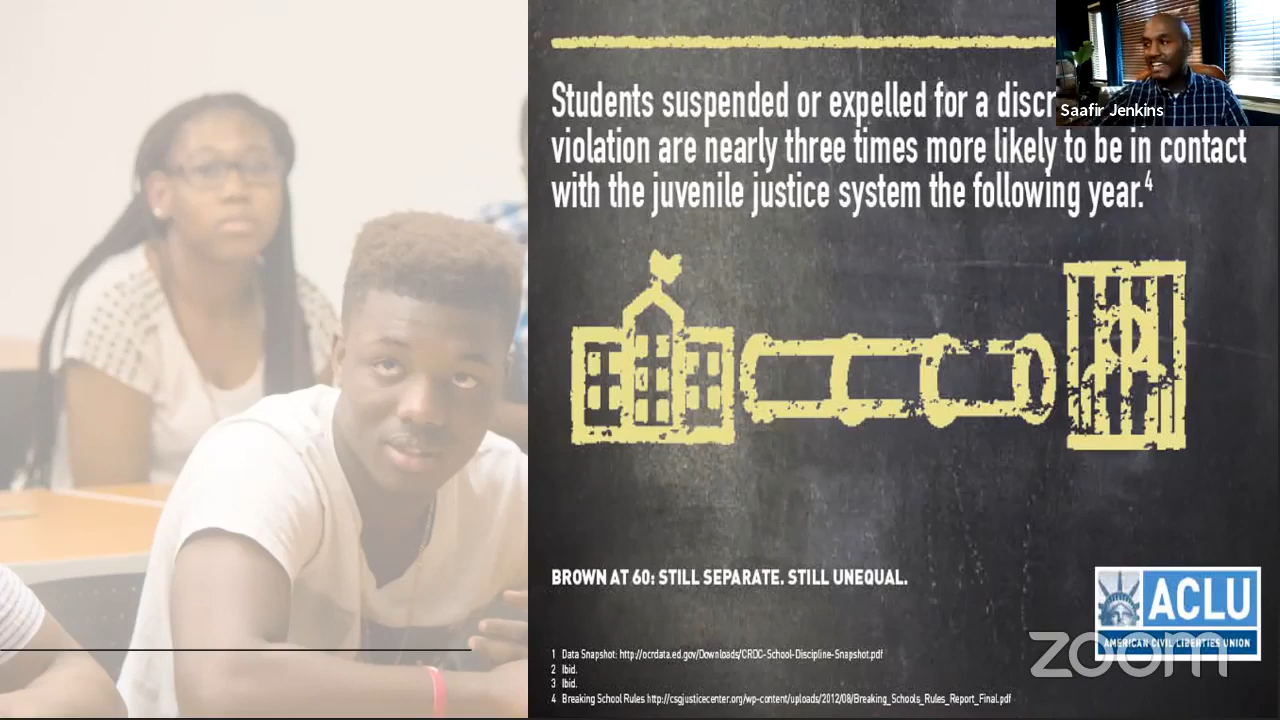 Students suspended or expelled for a discr
Saafir Jenkins
violation are nearly three times more likely to be in contact
with the juvenile justice system the following year.4
BROWN AT 60: STILL SEPARATE. STILL UNEQUAL.
ACLU
AMERICAN CIVIL LIBERTIES UNION
zoom
1 Data Snapshot: http://ocrdata.ed.gov/Downloads/CRDC-School-Discipline-Snapshot.pdf
2 Ibid.
3 Ibid.
4 Breaking School Rules http://csgjusticecenter.org/wp-content/uploads/2012/08/Breaking_Schools_Rules_Report_Final.pdf